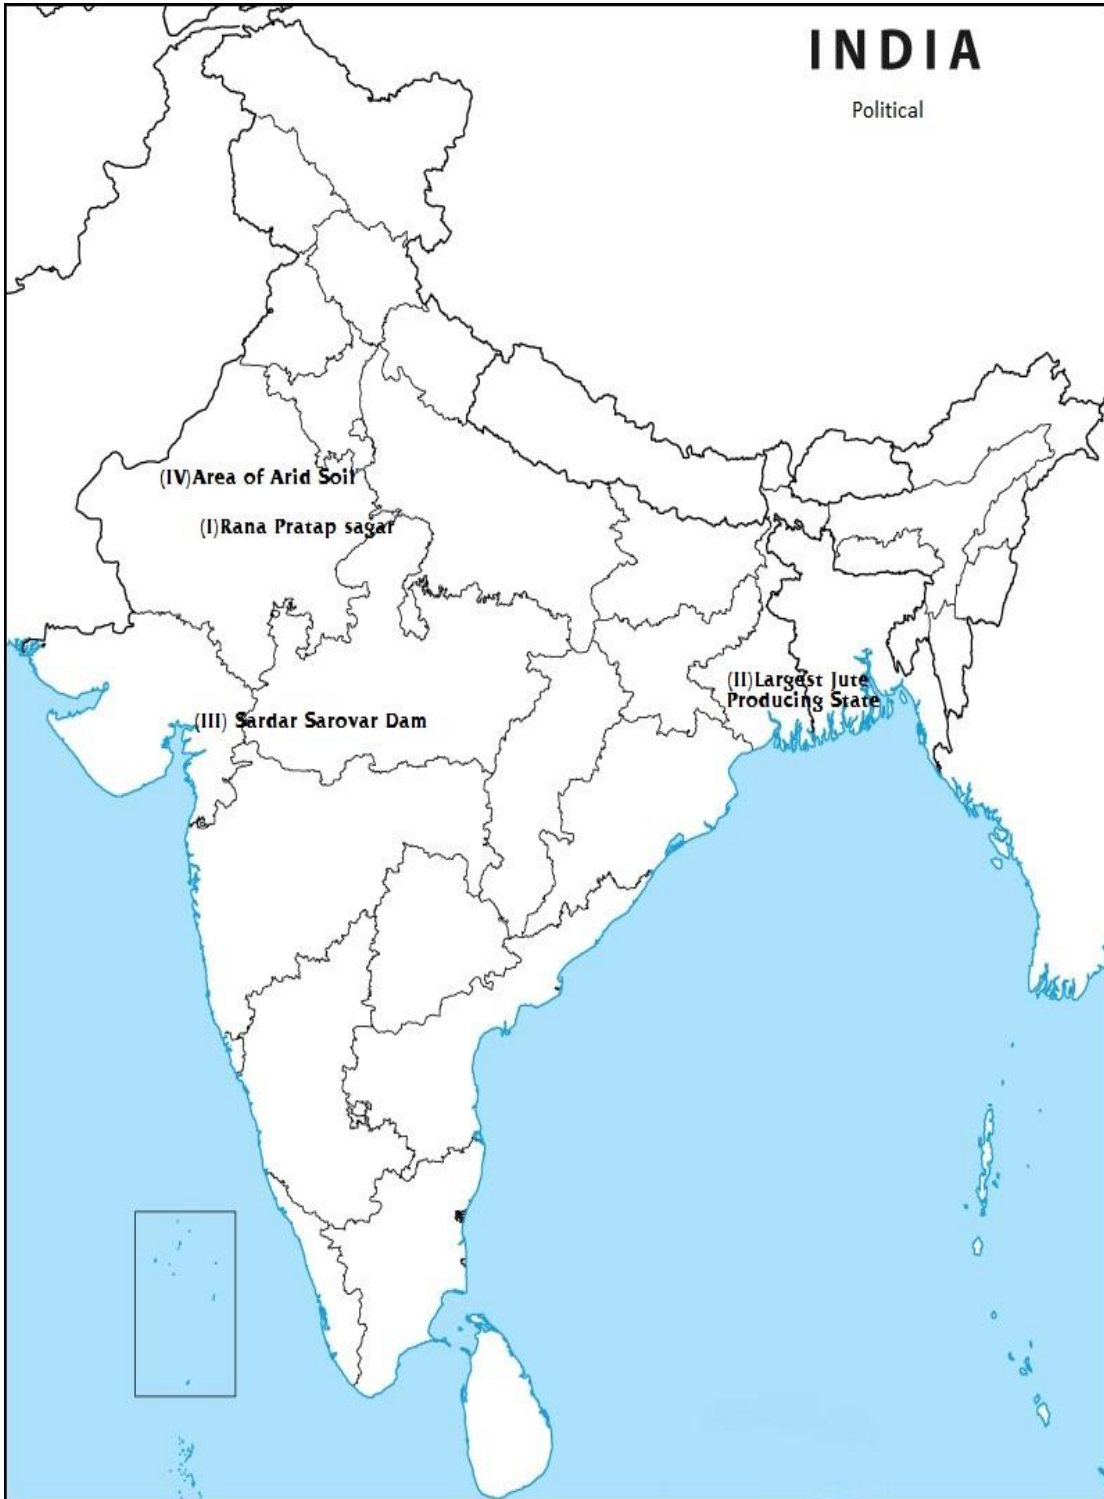 INDIA
Political
(IV)Area of Arid Soil
(I)Rana Pratap sagar
(II)Largest Jute
Producing State
(III) Sardar Sarovar Dam